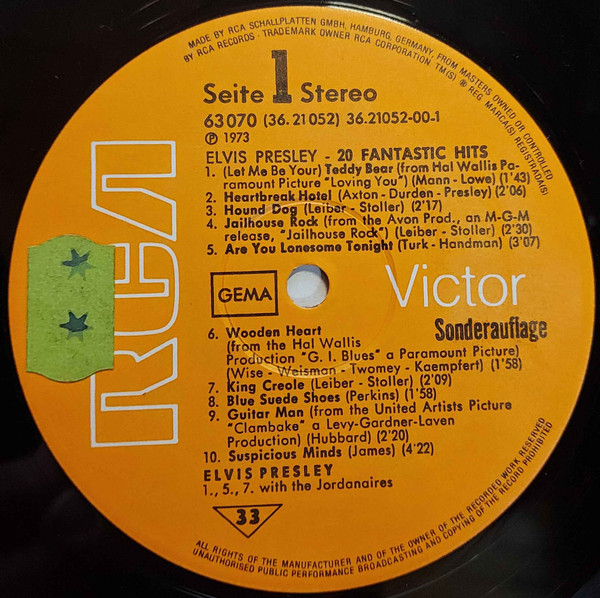 MADE BY RCA SCHALLPLATTEN GMBH, HAMBURG, GERMANY, FROM MASTERS OWNED OR CONTROLLED
BY RCA RECORDS · TRADEMARK OWNER RCA CORPORATION TM(S) ® REG. MARCA(S) REGISTRADA(S)
Seite 1 Stereo
63070 (36.21052) 36.21052-00-1
Ⓟ 1973
ELVIS PRESLEY - 20 FANTASTIC HITS
1. (Let Me Be Your) Teddy Bear (from Hal Wallis Pa-
ramount Picture "Loving You") (Mann - Lowe) (1'43)
2. Heartbreak Hotel (Axton - Durden - Presley) (2'06)
3. Hound Dog (Leiber - Stoller) (2'17)
4. Jailhouse Rock (from the Avon Prod., an M-G-M
release, "Jailhouse Rock") (Leiber - Stoller) (2'30)
5. Are You Lonesome Tonight (Turk - Handman) (3'07)
RCA
GEMA
Victor
Sonderauflage
6. Wooden Heart
(from the Hal Wallis
Production "G. I. Blues" a Paramount Picture)
(Wise - Weisman - Twomey - Kaempfert) (1'58)
7. King Creole (Leiber - Stoller) (2'09)
8. Blue Suede Shoes (Perkins) (1'58)
9. Guitar Man (from the United Artists Picture
"Clambake" a Levy-Gardner-Laven
Production) (Hubbard) (2'20)
10. Suspicious Minds (James) (4'22)
ELVIS PRESLEY
1., 5., 7. with the Jordanaires
33
ALL RIGHTS OF THE MANUFACTURER AND OF THE OWNER OF THE RECORDED WORK RESERVED
UNAUTHORISED PUBLIC PERFORMANCE BROADCASTING AND COPYING OF THE RECORD PROHIBITED